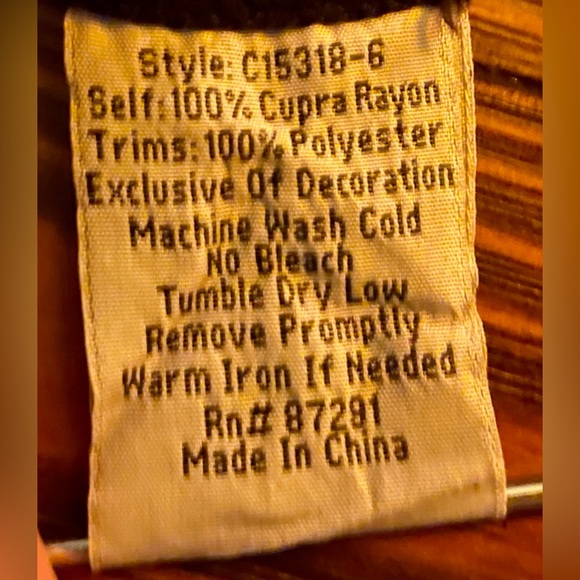 Style: C15318-6
Self:100% Cupra Rayon
Trims:100% Polyester
Exclusive Of Decoration
Machine Wash Cold
No Bleach
Tumble Dry Low
Remove Promptly
Warm Iron If Needed
Rn# 87291
Made In China